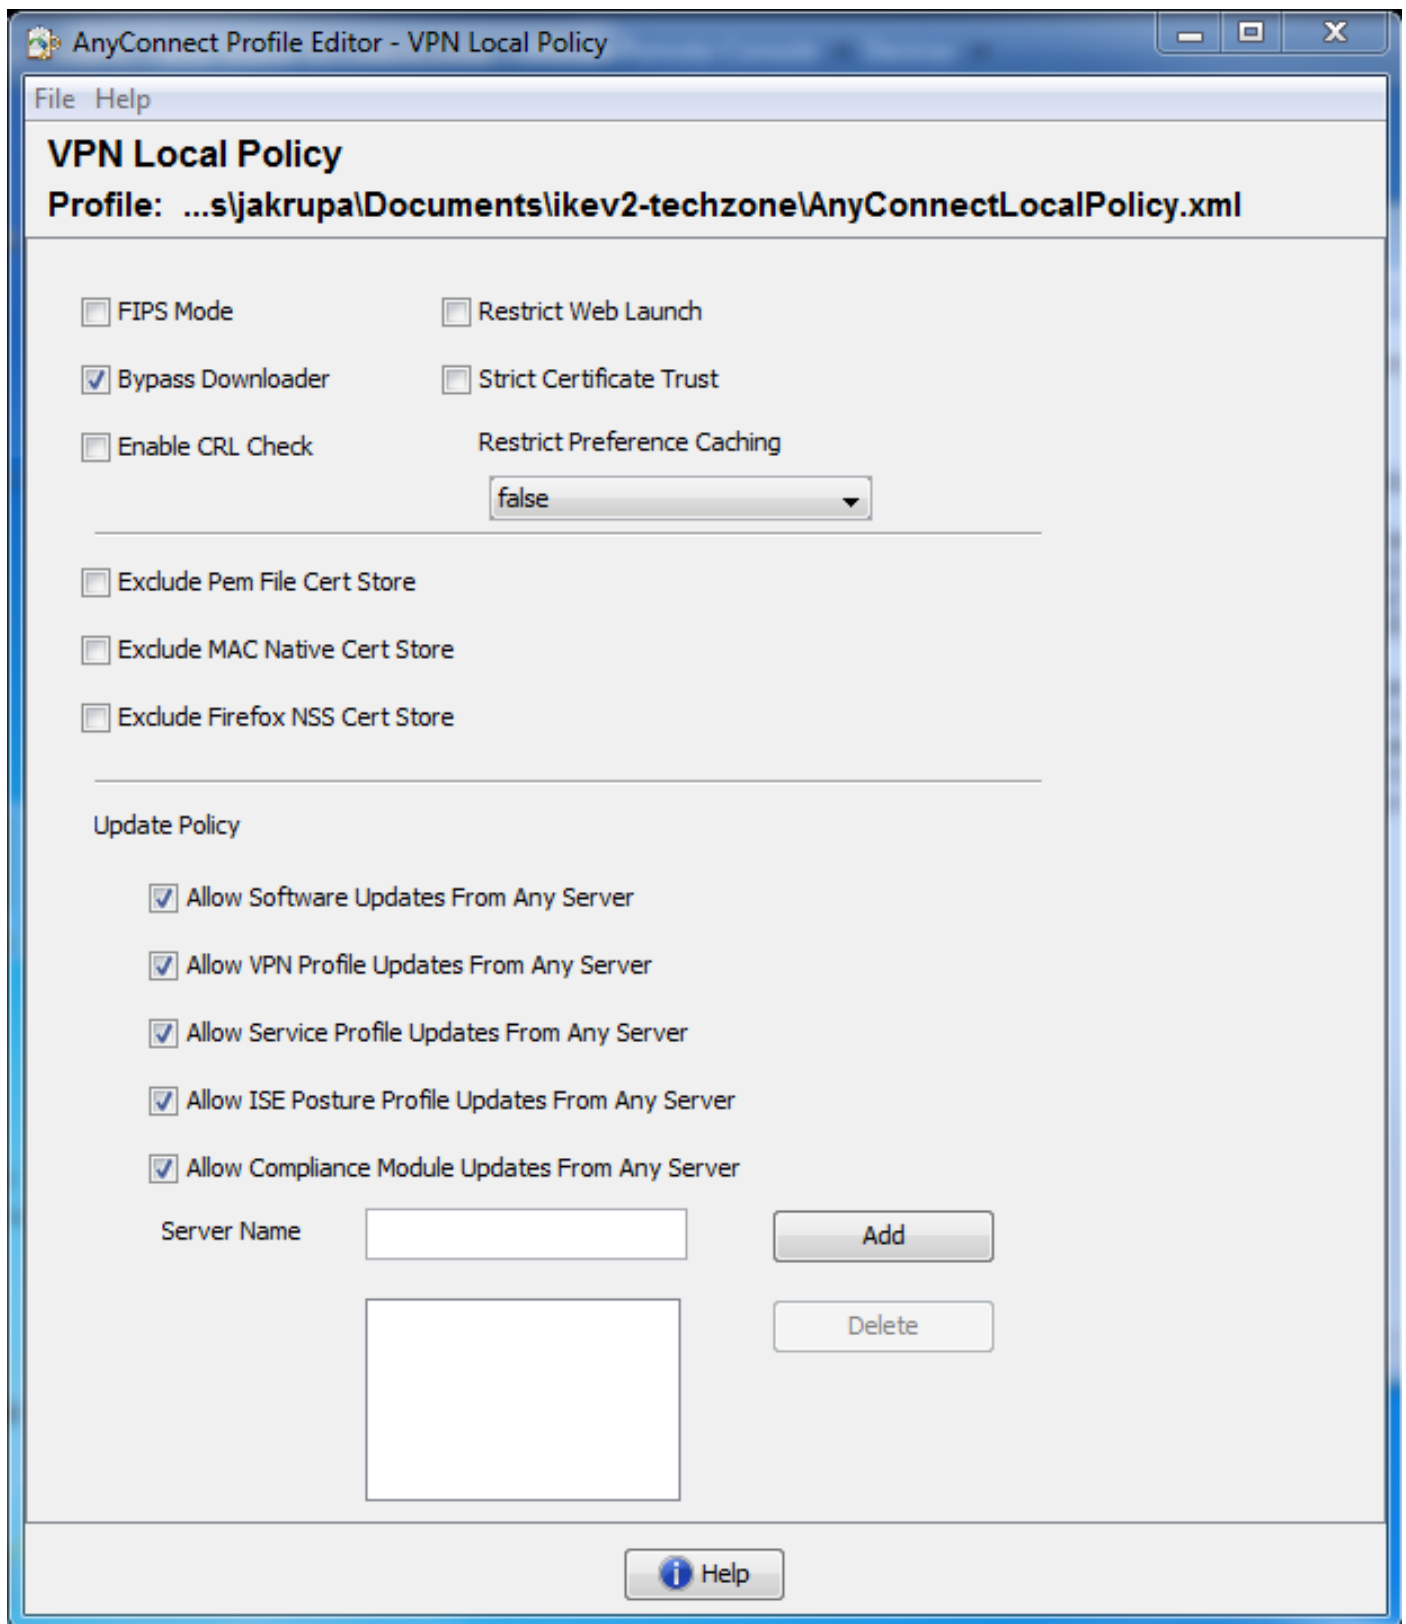 AnyConnect Profile Editor - VPN Local Policy
File Help
VPN Local Policy
Profile: ...s\jakrupa\Documents\ikev2-techzone\AnyConnectLocalPolicy.xml
FIPS Mode
Restrict Web Launch
Bypass Downloader
Strict Certificate Trust
Enable CRL Check
Restrict Preference Caching
false
Exclude Pem File Cert Store
Exclude MAC Native Cert Store
Exclude Firefox NSS Cert Store
Update Policy
Allow Software Updates From Any Server
Allow VPN Profile Updates From Any Server
Allow Service Profile Updates From Any Server
Allow ISE Posture Profile Updates From Any Server
Allow Compliance Module Updates From Any Server
Server Name
Add
Delete
Help